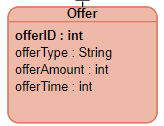 Offer
offerID : int
offerType : String
offerAmount : int
offerTime : int